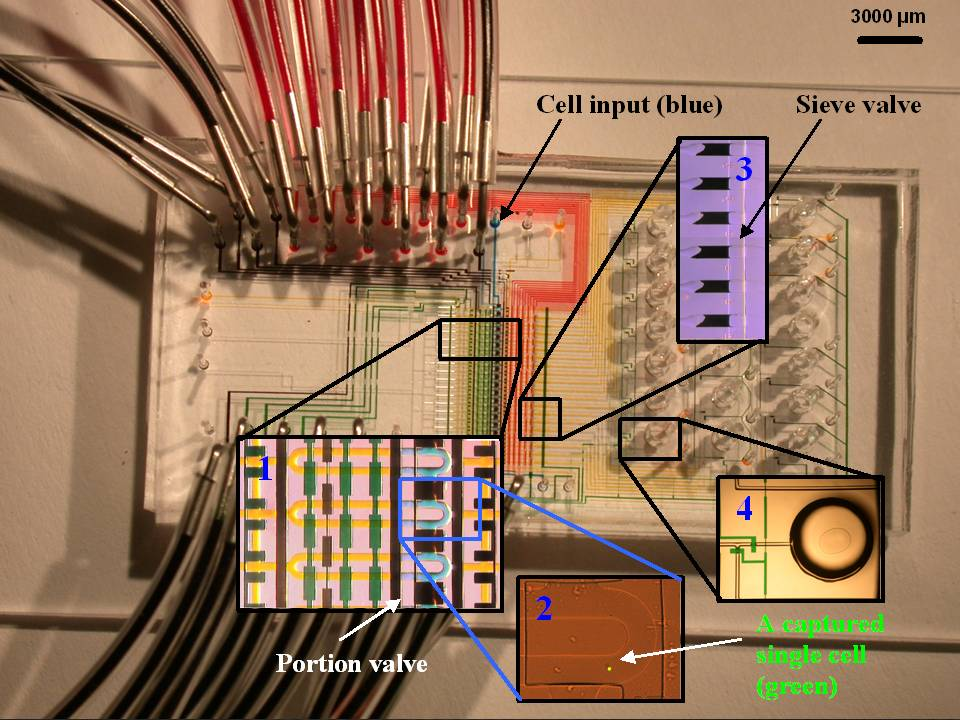 3000 µm
Cell input (blue)
Sieve valve
3
1
4
2
A captured
single cell
(green)
Portion valve